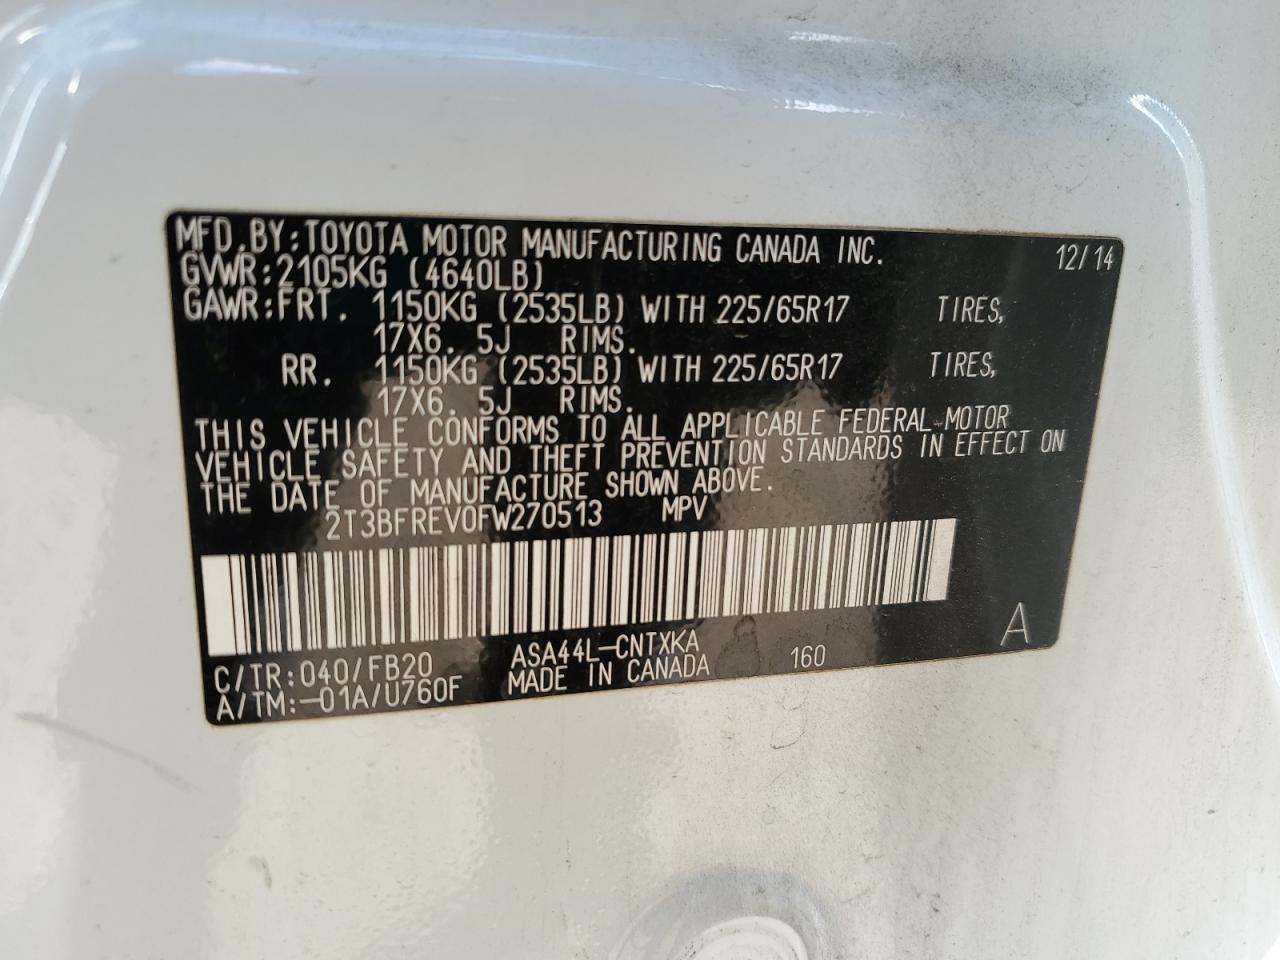 MFD.BY:TOYOTA MOTOR MANUFACTURING CANADA INC. 12/14
GVWR:2105KG (4640LB)
GAWR:FRT. 1150KG (2535LB) WITH 225/65R17 TIRES,
17X6. 5J RIMS.
RR. 1150KG (2535LB) WITH 225/65R17 TIRES,
17X6. 5J RIMS.
THIS VEHICLE CONFORMS TO ALL APPLICABLE FEDERAL MOTOR
VEHICLE SAFETY AND THEFT PREVENTION STANDARDS IN EFFECT ON
THE DATE OF MANUFACTURE SHOWN ABOVE.
2T3BFREV0FW270513 MPV
C/TR:040/FB20 ASA44L-CNTXKA 160 A
A/TM:-01A/U760F MADE IN CANADA